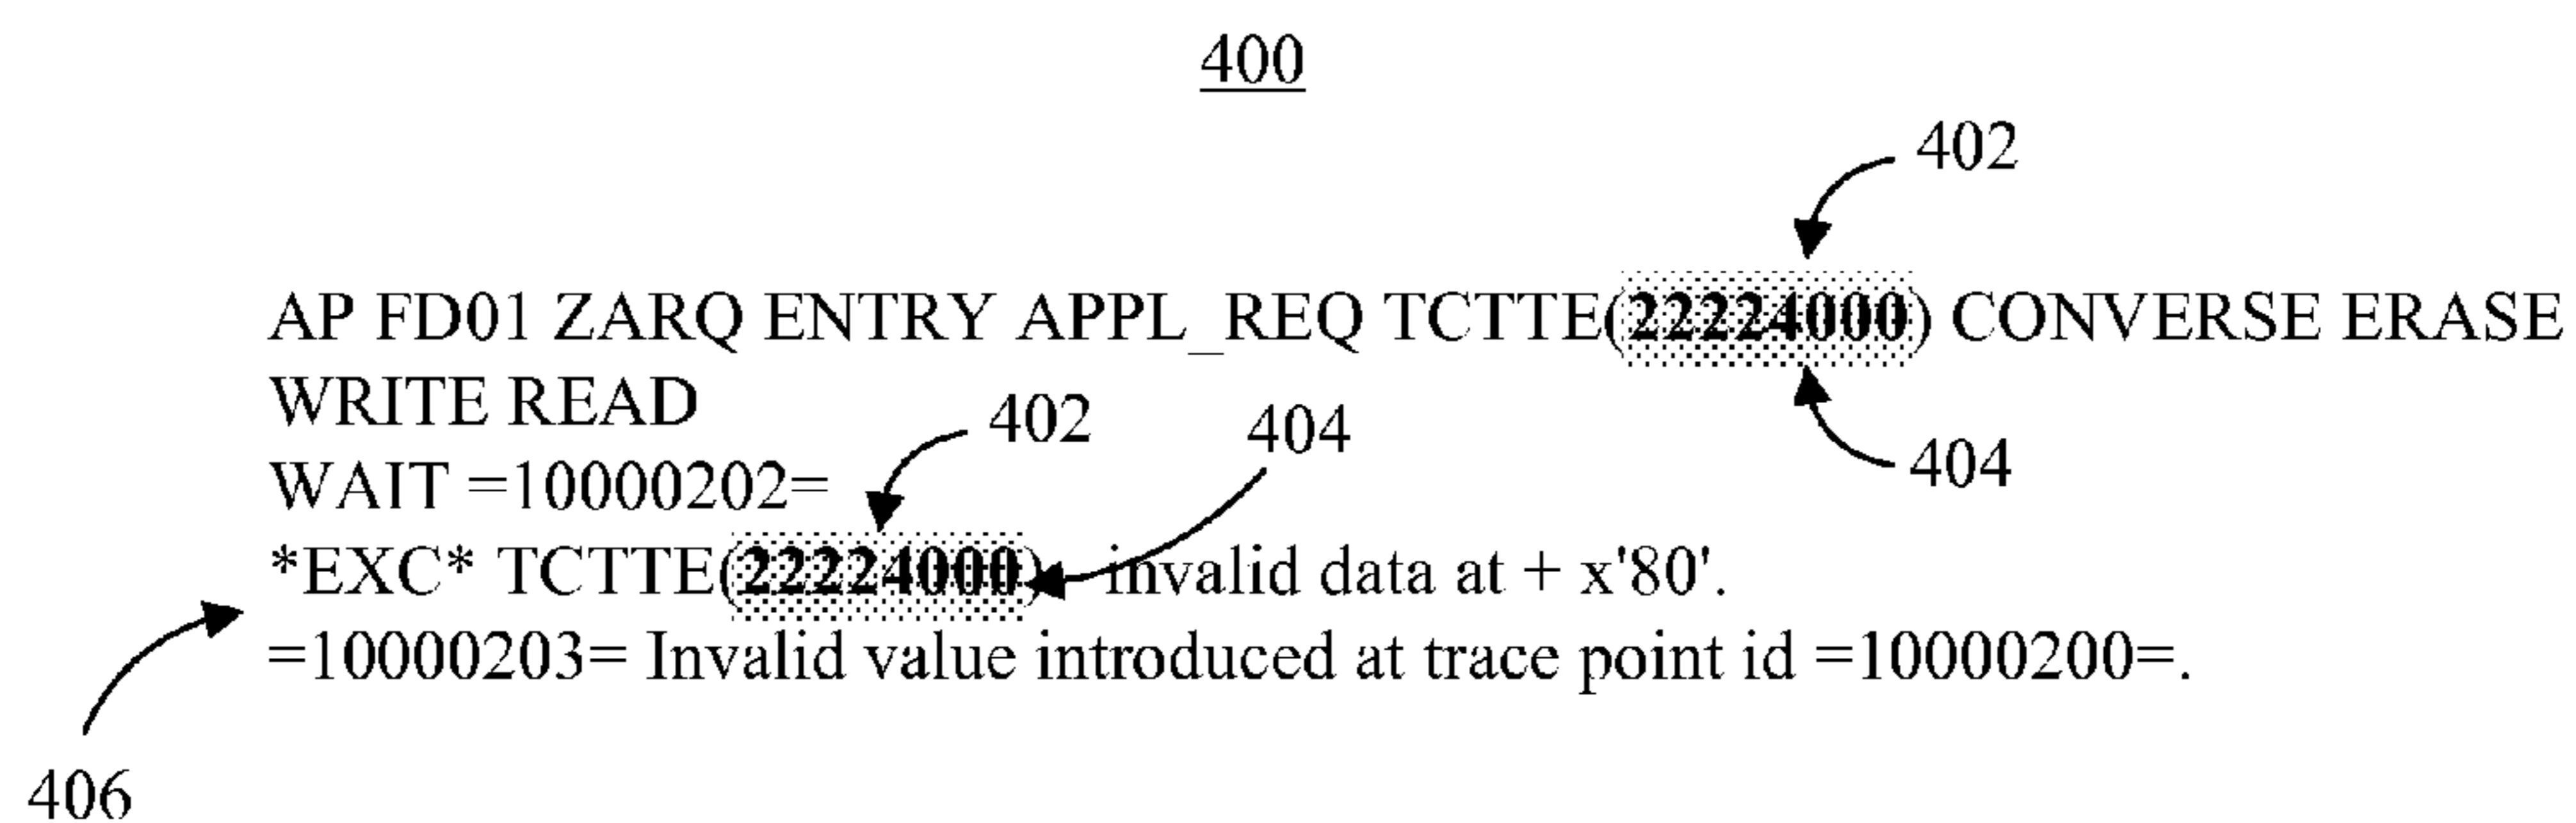 400
402
AP FD01 ZARQ ENTRY APPL_REQ TCTTE(22224000) CONVERSE ERASE
WRITE READ
402
404
404
WAIT =10000202=
*EXC* TCTTE(22224000) invalid data at + x'80'.
=10000203= Invalid value introduced at trace point id =10000200=.
406